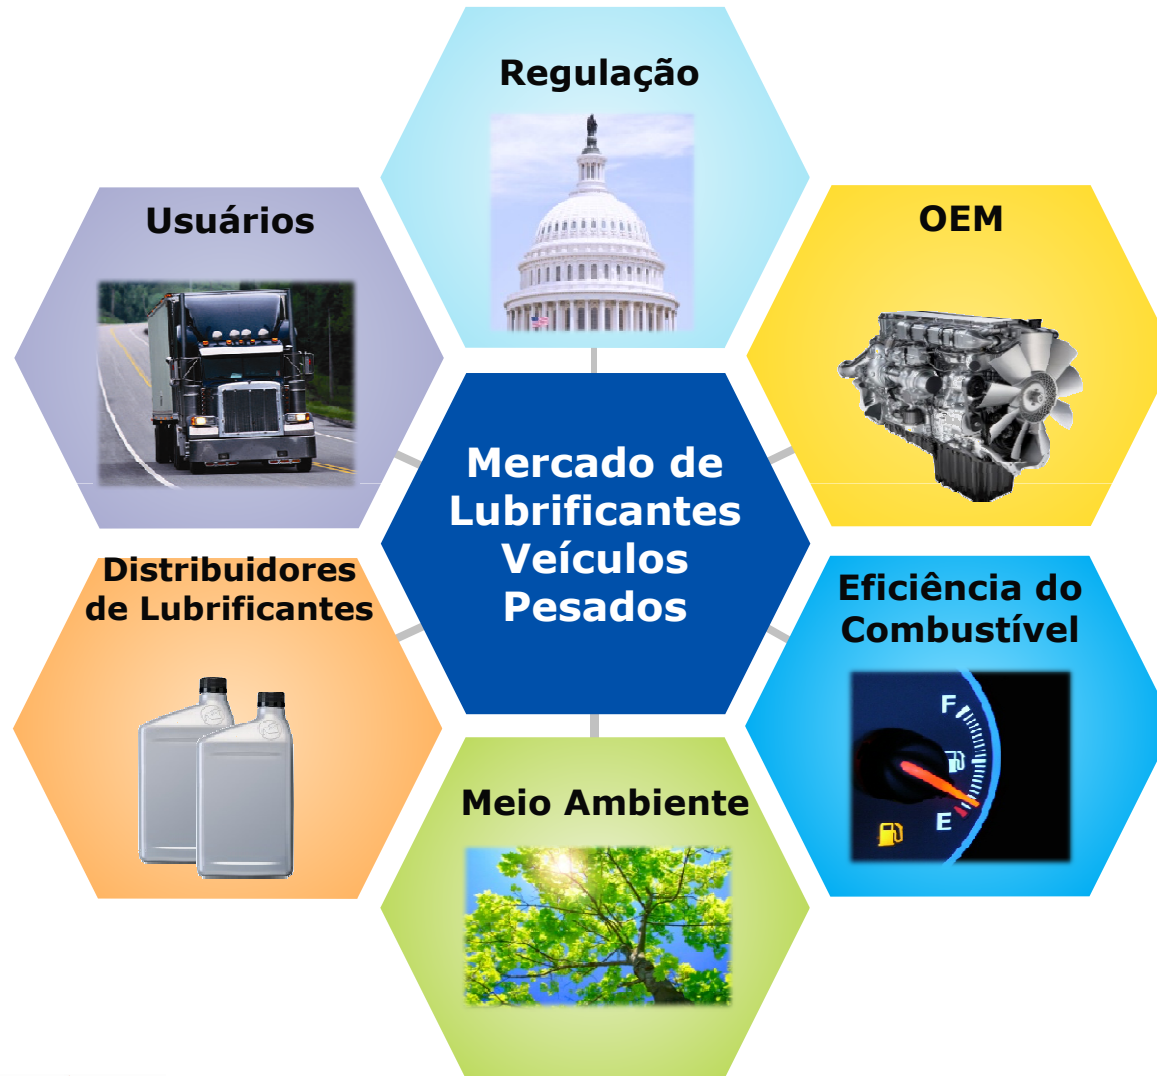 Regulação
Usuários
OEM
Mercado de
Lubrificantes
Veículos
Pesados
Distribuidores
de Lubrificantes
Eficiência do
Combustível
F
E
Meio Ambiente